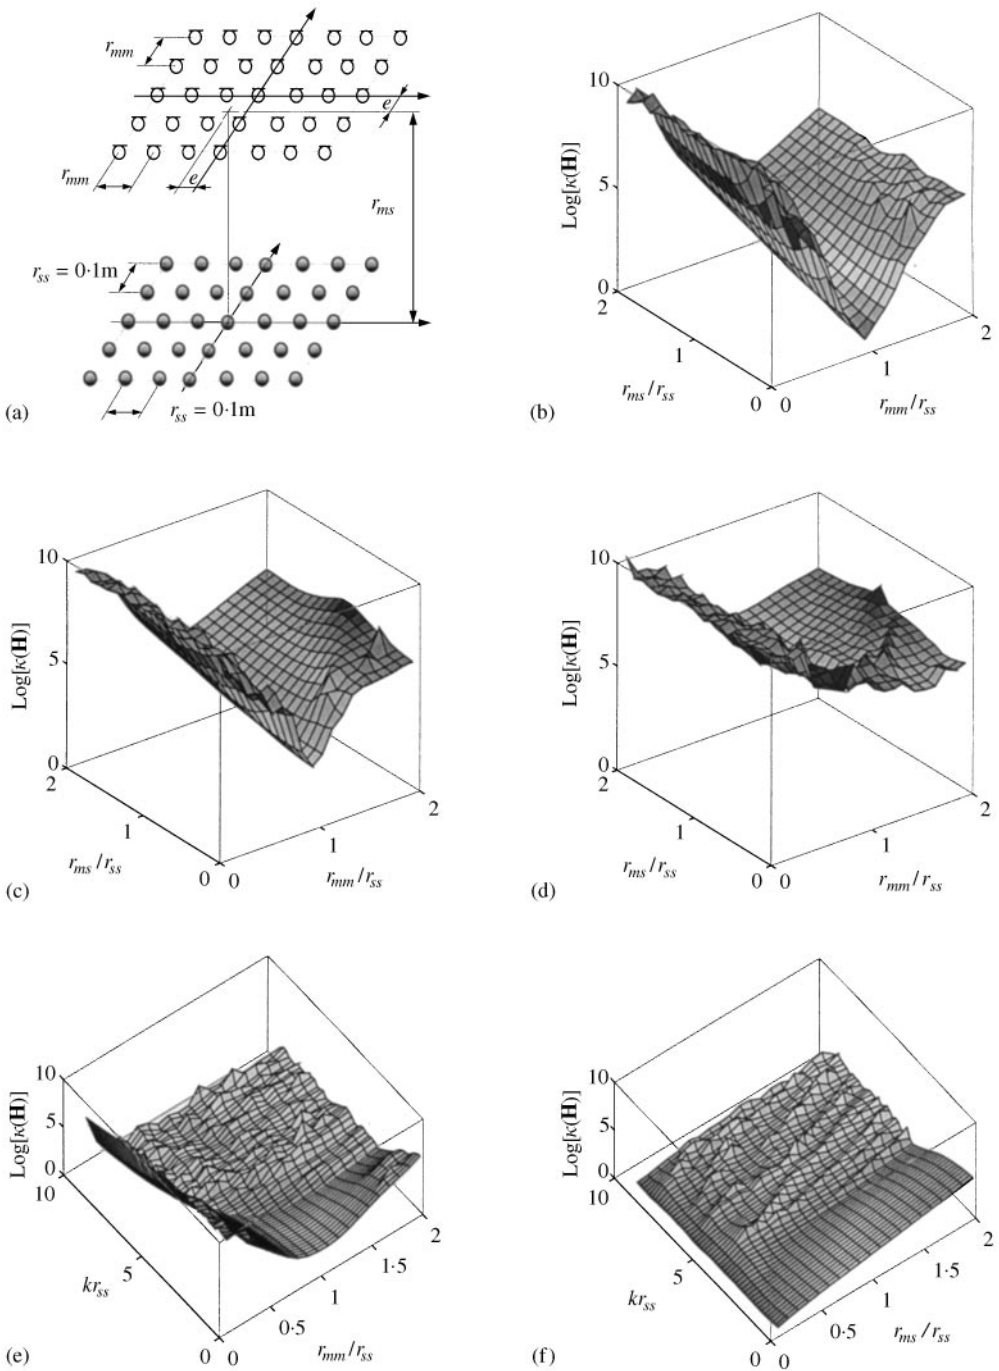 r_mm
e
e
r_mm
r_ms
r_ss = 0·1m
r_ss = 0·1m
(a)
Log[κ(H)]
10
5
0
2
1
0
r_ms/r_ss
0
1
2
r_mm/r_ss
(b)
Log[κ(H)]
10
5
0
2
1
0
r_ms/r_ss
0
1
2
r_mm/r_ss
(c)
Log[κ(H)]
10
5
0
2
1
0
r_ms/r_ss
0
1
2
r_mm/r_ss
(d)
Log[κ(H)]
10
5
0
10
5
0
kr_ss
0
0·5
1
1·5
2
r_mm/r_ss
(e)
Log[κ(H)]
10
5
0
10
5
0
kr_ss
0
0·5
1
1·5
2
r_ms/r_ss
(f)